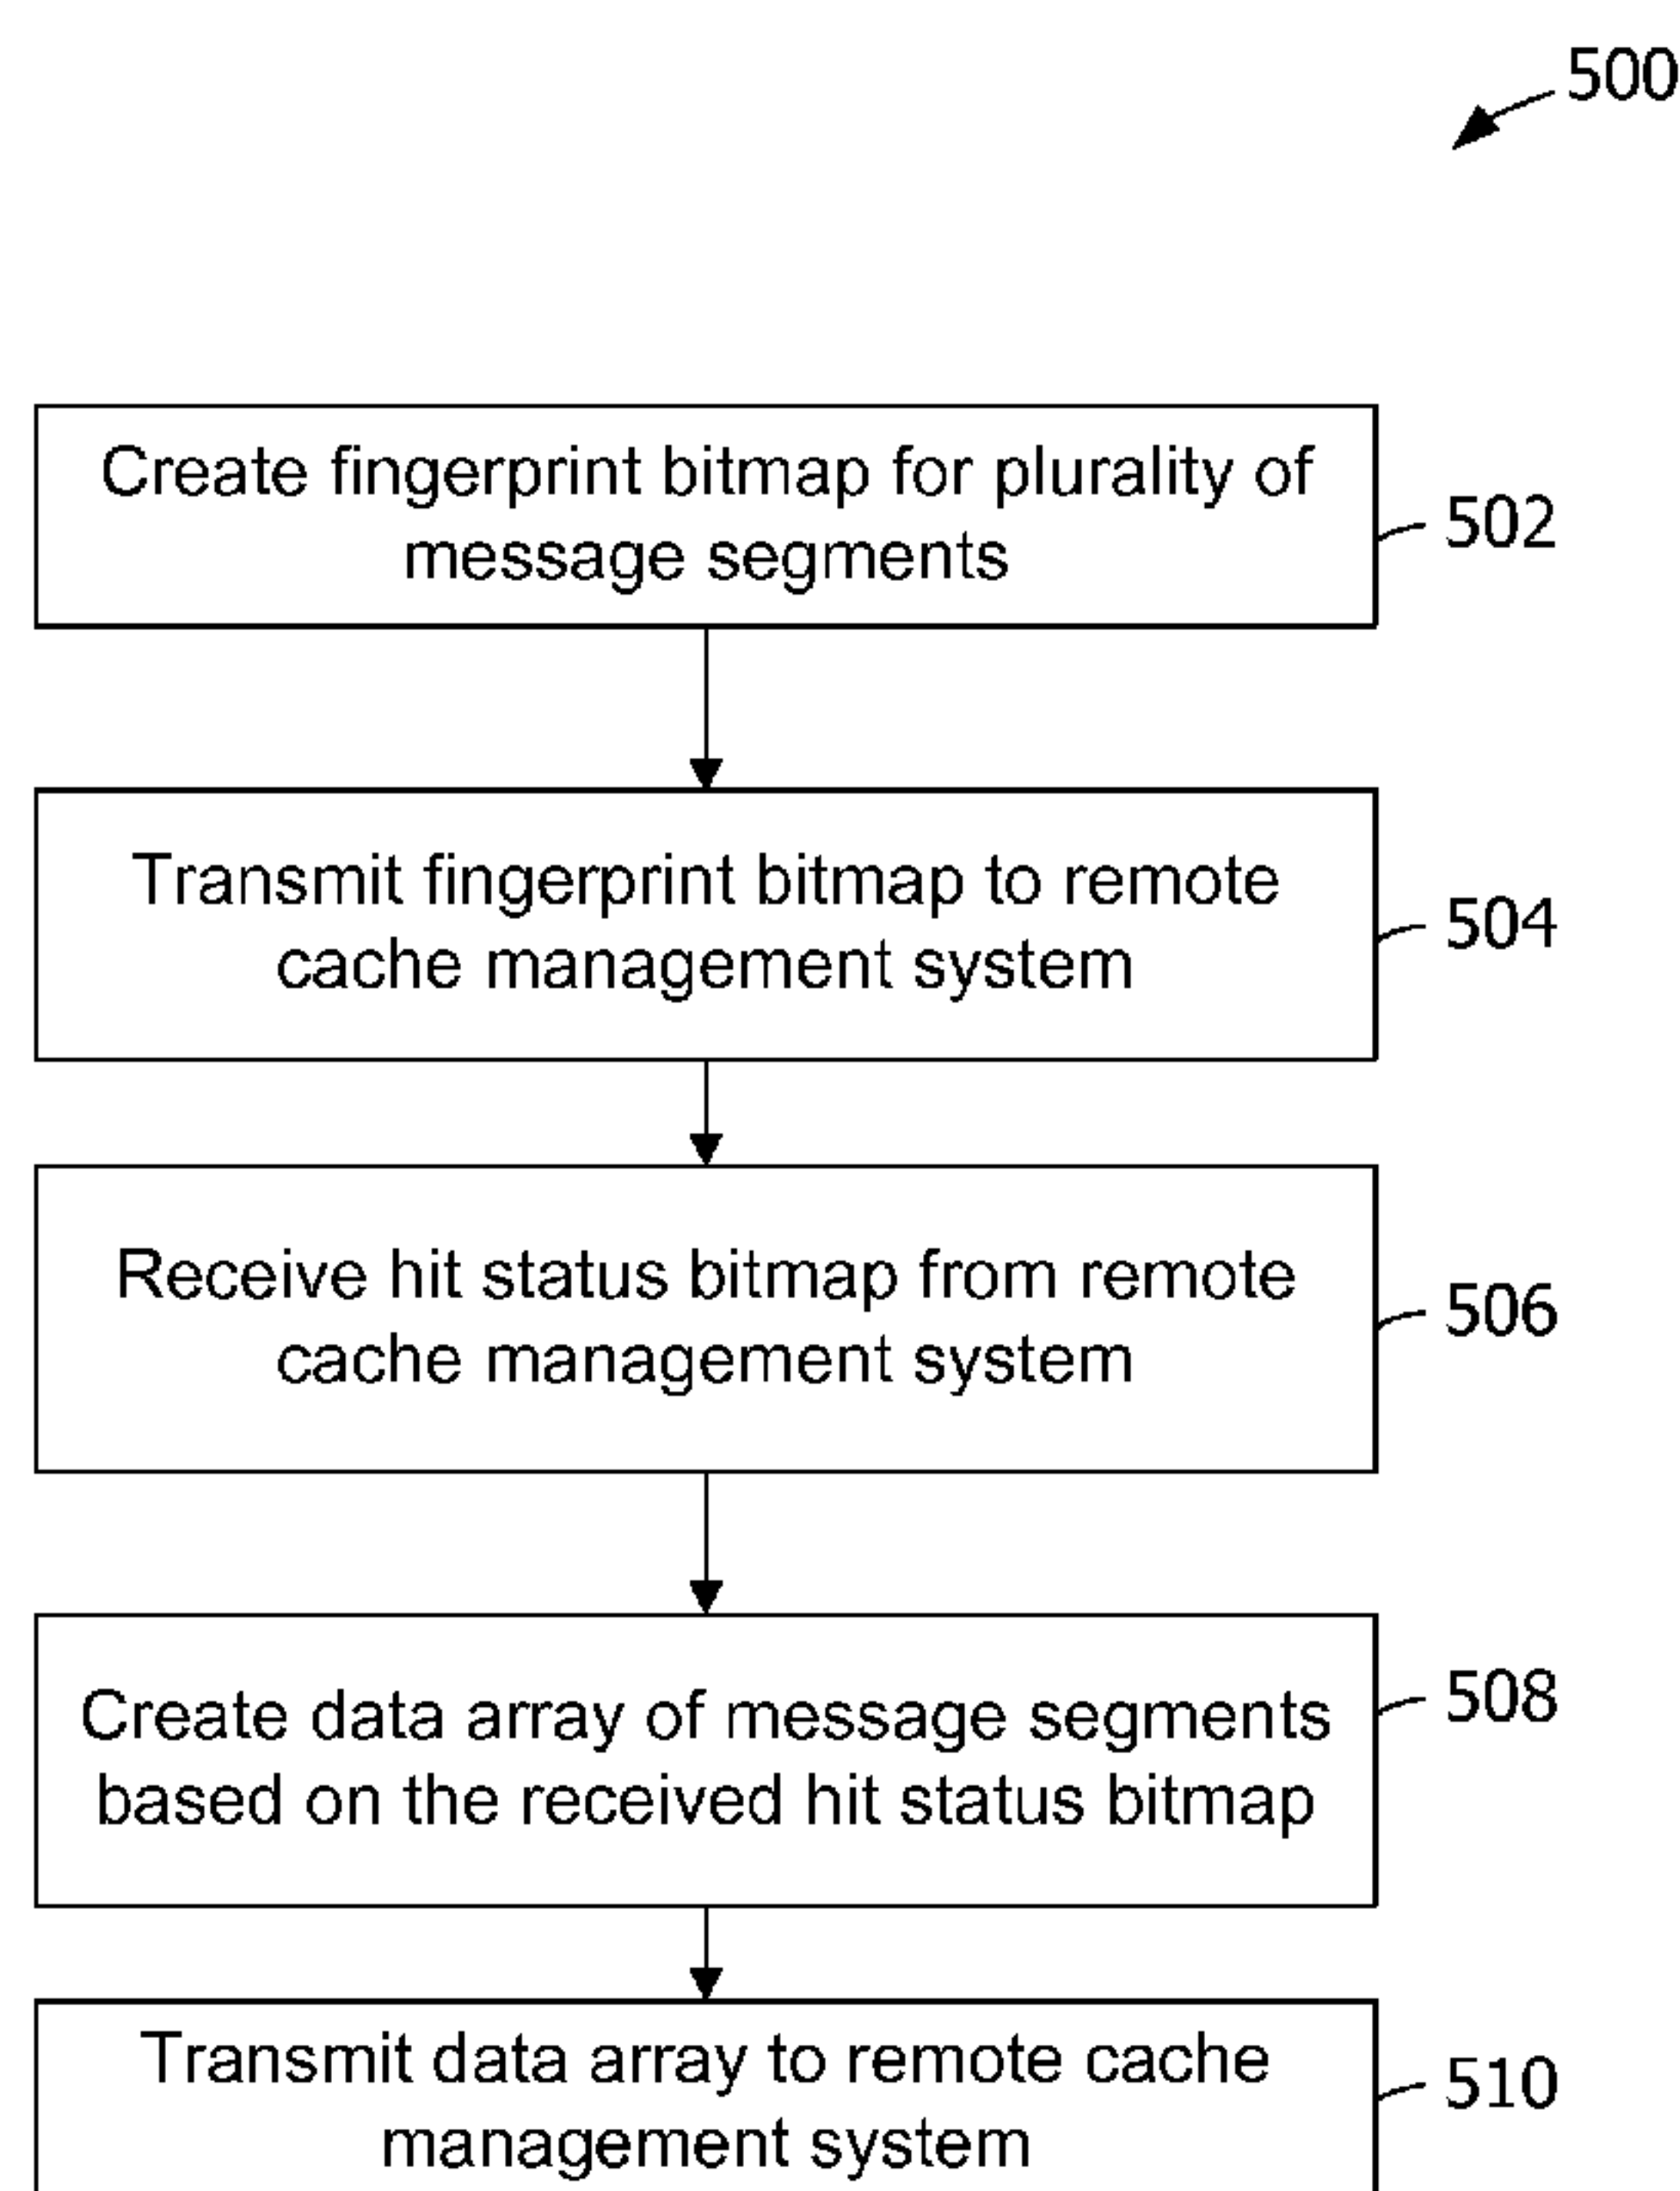 500
Create fingerprint bitmap for plurality of
message segments
502
Transmit fingerprint bitmap to remote
cache management system
504
Receive hit status bitmap from remote
cache management system
506
Create data array of message segments
based on the received hit status bitmap
508
Transmit data array to remote cache
management system
510